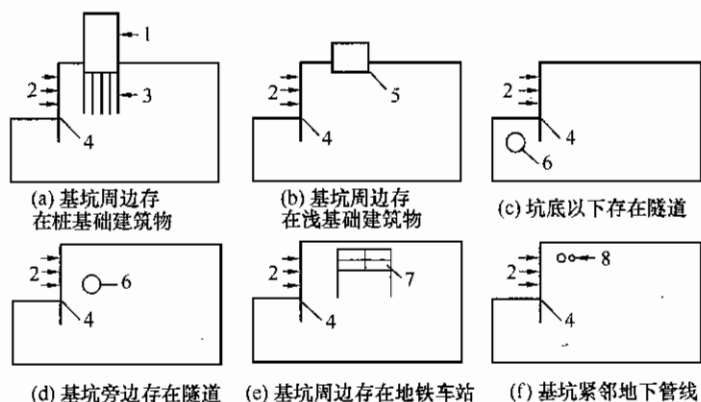 1
2
3
4
(a) 基坑周边存
在桩基础建筑物
2
5
4
(b) 基坑周边存
在浅基础建筑物
2
4
6
(c) 坑底以下存在隧道
2
6
4
(d) 基坑旁边存在隧道
2
7
4
(e) 基坑周边存在地铁车站
8
2
4
(f) 基坑紧邻地下管线